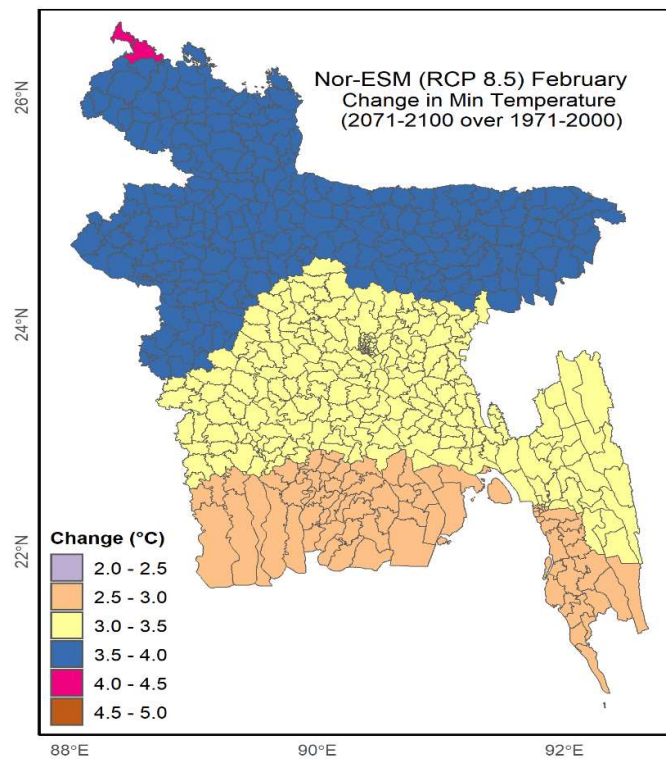 Nor-ESM (RCP 8.5) February
Change in Min Temperature
(2071-2100 over 1971-2000)
26°N
24°N
22°N
Change (°C)
2.0 - 2.5
2.5 - 3.0
3.0 - 3.5
3.5 - 4.0
4.0 - 4.5
4.5 - 5.0
88°E
90°E
92°E